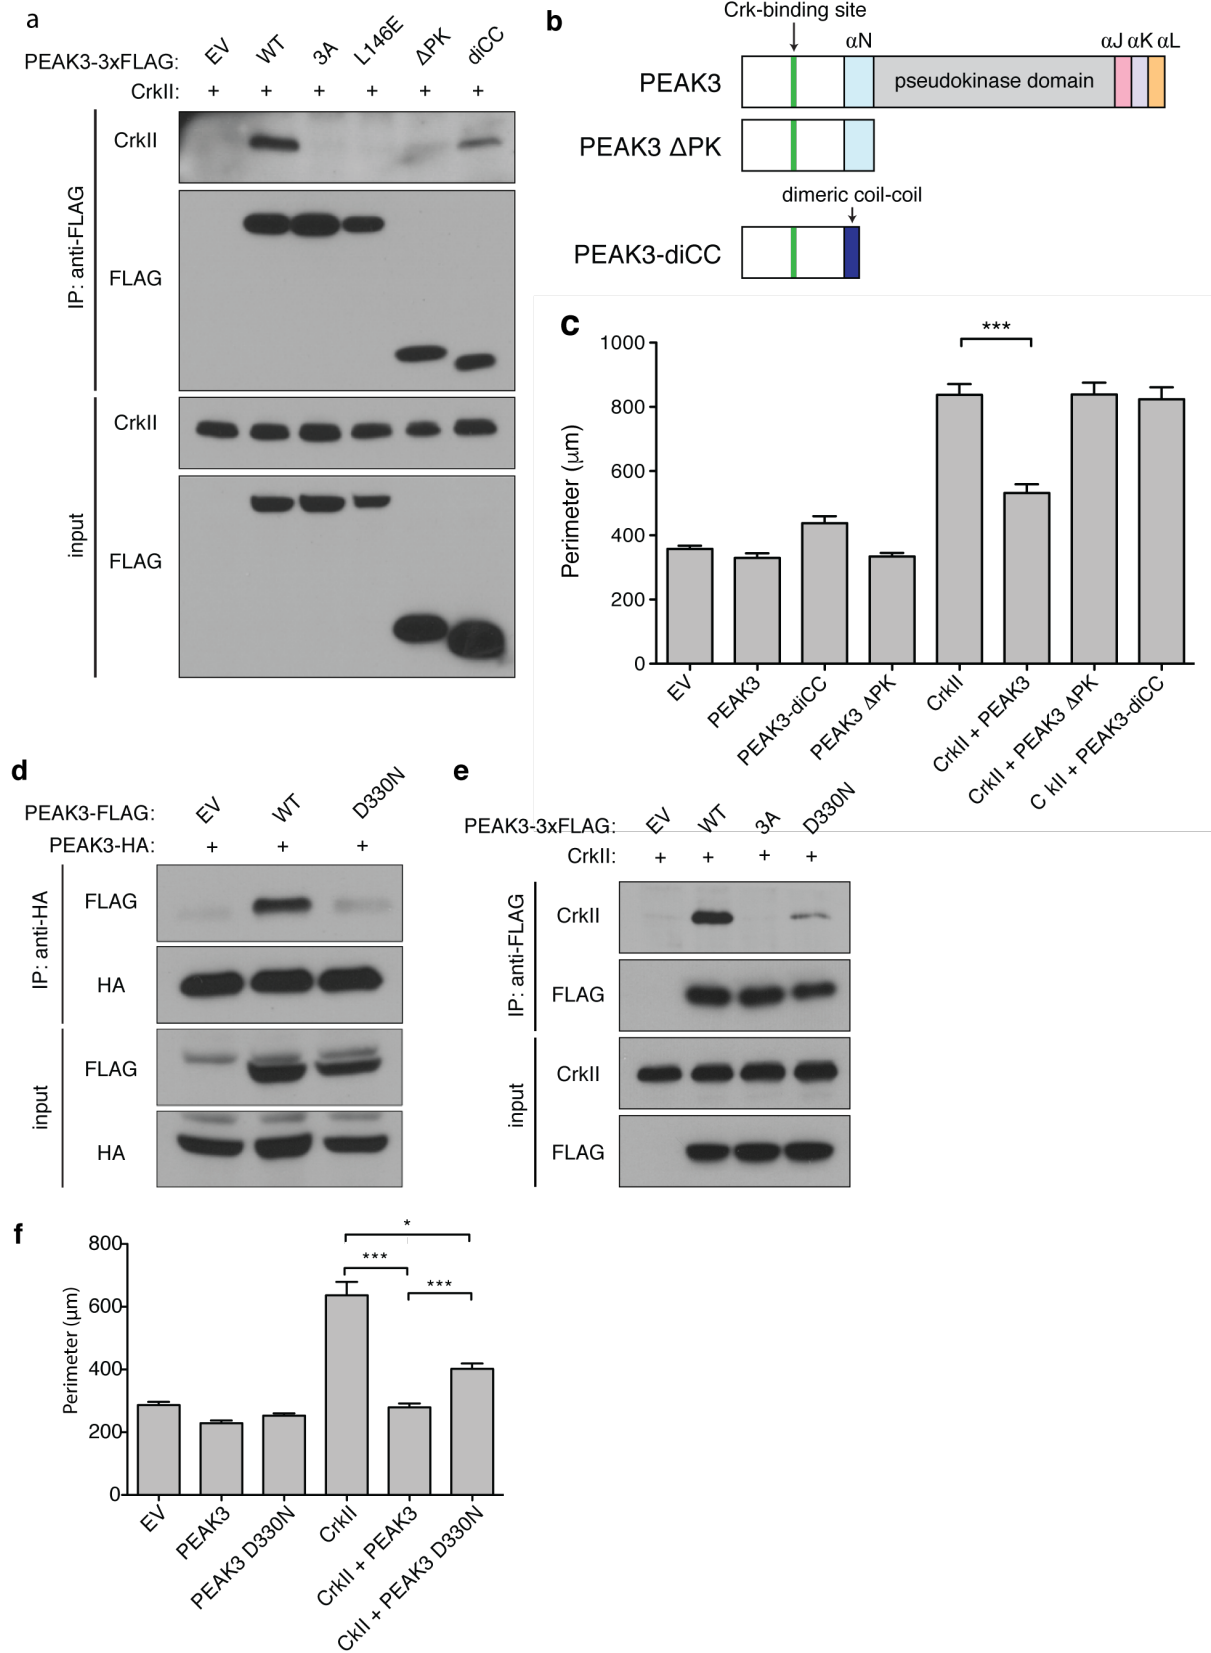 a
PEAK3-3xFLAG: EV WT 3A L146E ΔPK diCC
CrkII: + + + + + +
IP: anti-FLAG
CrkII
FLAG
input
CrkII
FLAG
b
Crk-binding site
αN αJ αK αL
PEAK3 pseudokinase domain
PEAK3 ΔPK
dimeric coil-coil
PEAK3-diCC
c
***
Perimeter (μm)
1000
800
600
400
200
0
EV PEAK3 PEAK3-diCC PEAK3 ΔPK CrkII CrkII + PEAK3 CrkII + PEAK3 ΔPK C kII + PEAK3-diCC
d
PEAK3-FLAG: EV WT D330N
PEAK3-HA: + + +
IP: anti-HA
FLAG
HA
input
FLAG
HA
e
PEAK3-3xFLAG: EV WT 3A D330N
CrkII: + + + +
IP: anti-FLAG
CrkII
FLAG
input
CrkII
FLAG
f
*
***
***
Perimeter (μm)
800
600
400
200
0
EV PEAK3 PEAK3 D330N CrkII CrkII + PEAK3 CkII + PEAK3 D330N